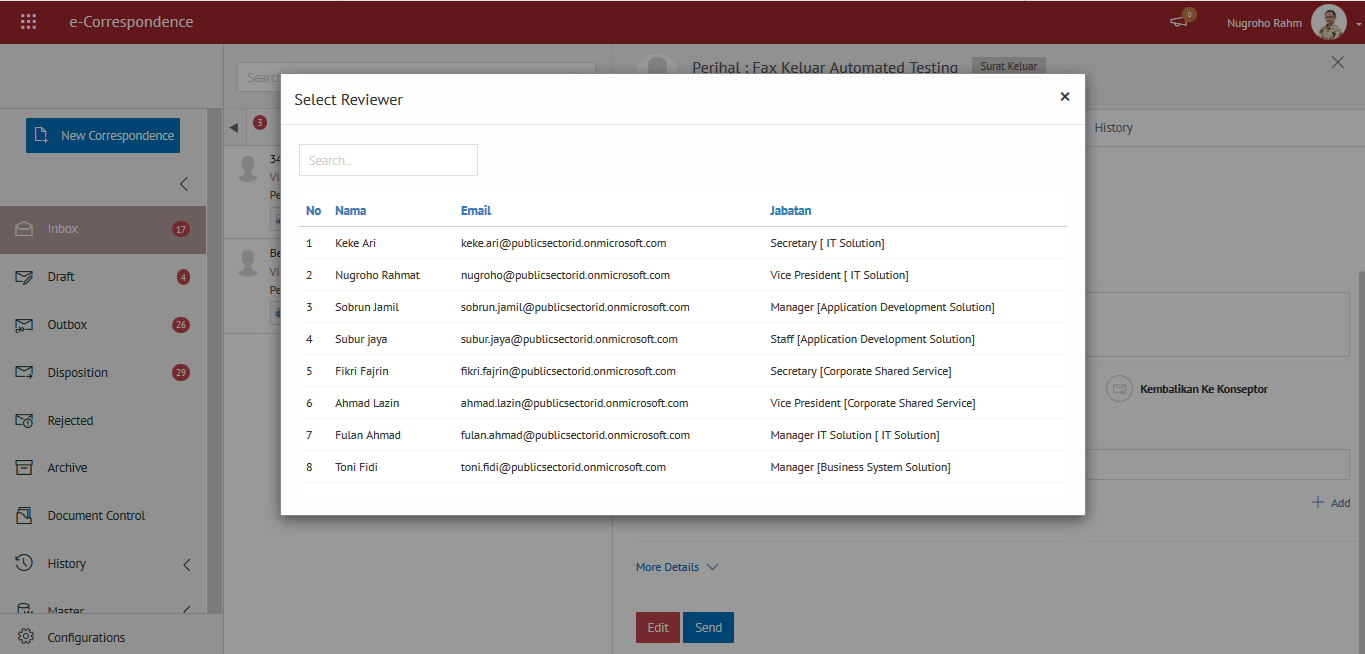 e-Correspondence
0
Nugroho Rahm
Search
Perihal : Fax Keluar Automated Testing
Surat Keluar
New Correspondence
Inbox 17
Draft 4
Outbox 26
Disposition 29
Rejected
Archive
Document Control
History
Master
Configurations
3
34
Vi
Pe
Be
Vi
Pe
Select Reviewer
Search..
No Nama Email Jabatan
1 Keke Ari keke.ari@publicsectorid.onmicrosoft.com Secretary [ IT Solution]
2 Nugroho Rahmat nugroho@publicsectorid.onmicrosoft.com Vice President [ IT Solution]
3 Sobrun Jamil sobrun.jamil@publicsectorid.onmicrosoft.com Manager [Application Development Solution]
4 Subur jaya subur.jaya@publicsectorid.onmicrosoft.com Staff [Application Development Solution]
5 Fikri Fajrin fikri.fajrin@publicsectorid.onmicrosoft.com Secretary [Corporate Shared Service]
6 Ahmad Lazin ahmad.lazin@publicsectorid.onmicrosoft.com Vice President [Corporate Shared Service]
7 Fulan Ahmad fulan.ahmad@publicsectorid.onmicrosoft.com Manager IT Solution [ IT Solution]
8 Toni Fidi toni.fidi@publicsectorid.onmicrosoft.com Manager [Business System Solution]
History
Kembalikan Ke Konseptor
Add
More Details
Edit
Send